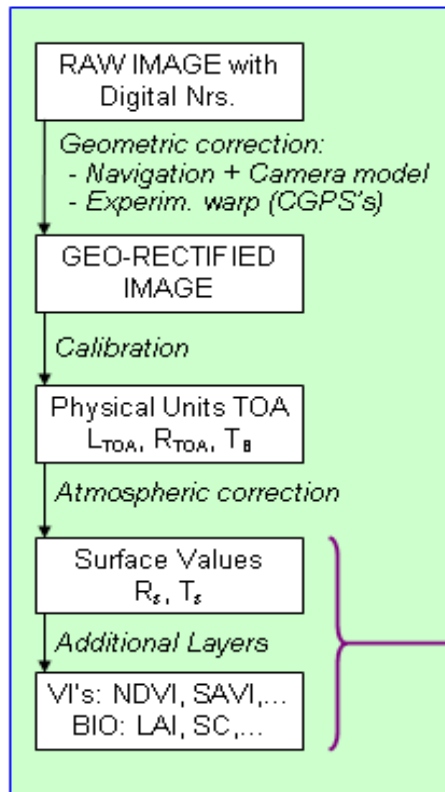 RAW IMAGE with
Digital Nrs.
Geometric correction:
- Navigation + Camera model
- Experim. warp (CGPS's)
GEO-RECTIFIED
IMAGE
Calibration
Physical Units TOA
LTOA, RTOA, TB
Atmospheric correction
Surface Values
Rs, Ts
Additional Layers
VI's: NDVI, SAVI,...
BIO: LAI, SC,...